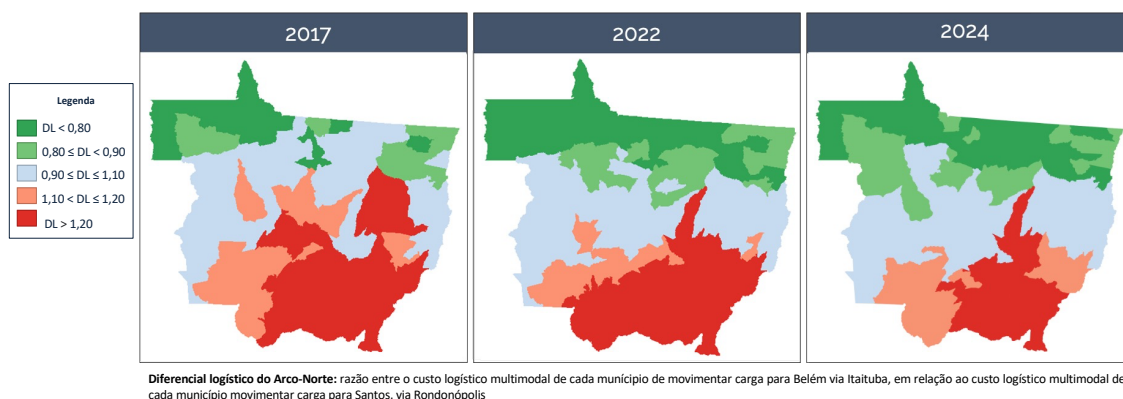 2017
2022
2024
Legenda
DL < 0,80
0,80 ≤ DL < 0,90
0,90 ≤ DL ≤ 1,10
1,10 < DL ≤ 1,20
DL > 1,20
Diferencial logístico do Arco-Norte: razão entre o custo logístico multimodal de cada munícipio de movimentar carga para Belém via Itaituba, em relação ao custo logístico multimodal de
cada município movimentar carga para Santos, via Rondonópolis